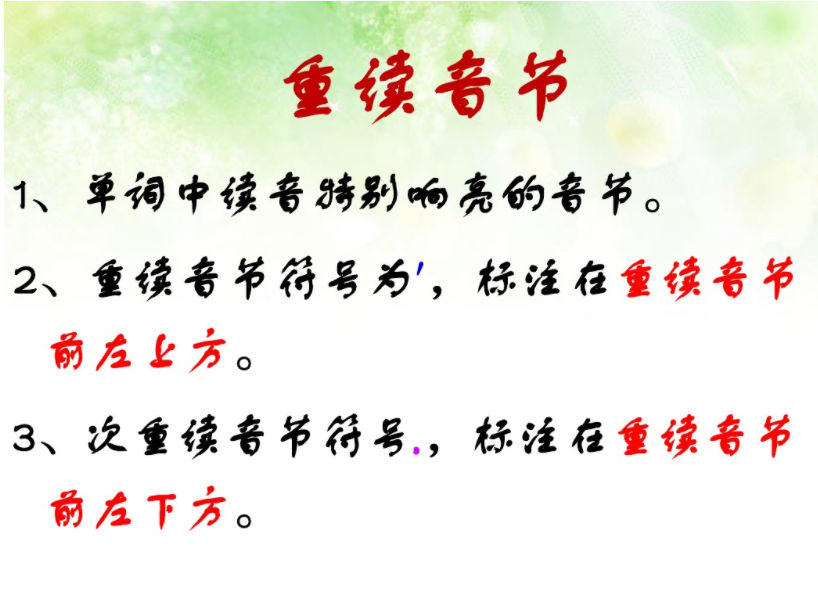 重读音节
1、单词中读音特别响亮的音节。
2、重读音节符号为′，标注在重读音节
前左上方。
3、次重读音节符号.，标注在重读音节
前左下方。